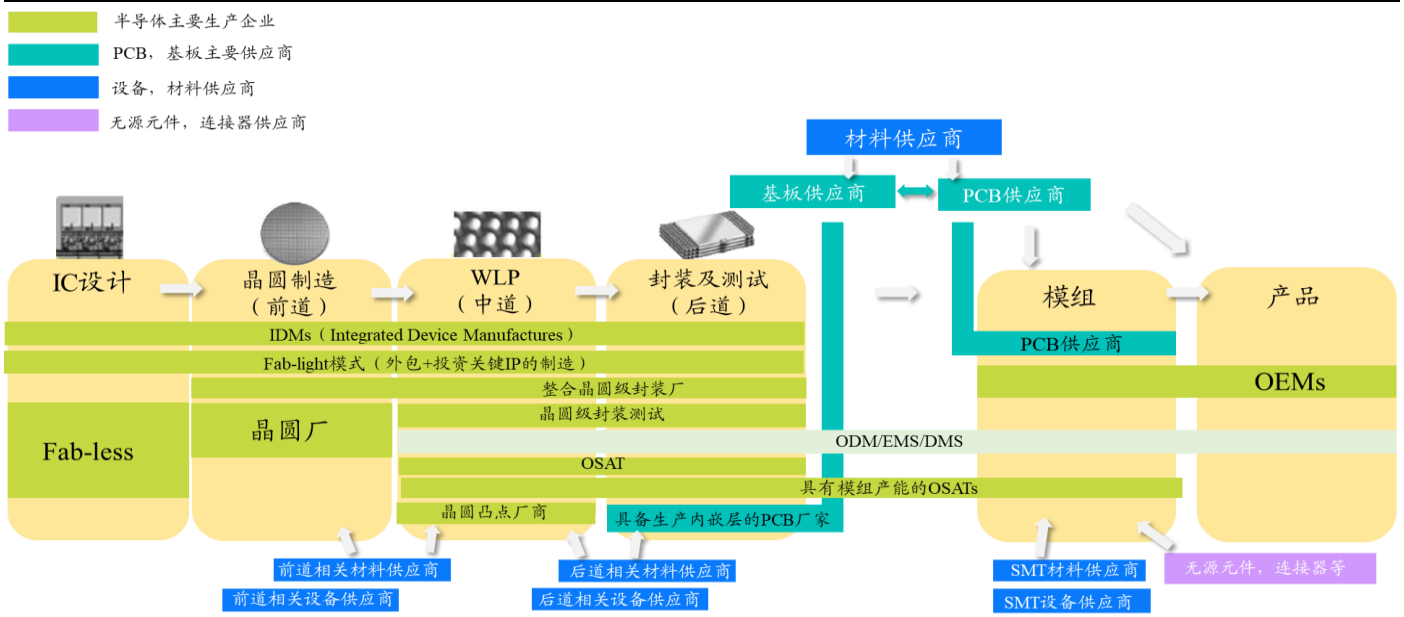 半导体主要生产企业
PCB，基板主要供应商
设备，材料供应商
无源元件，连接器供应商
材料供应商
基板供应商
PCB供应商
IC设计
晶圆制造
（前道）
WLP
（中道）
封装及测试
（后道）
模组
产品
IDMs（Integrated Device Manufactures）
PCB供应商
Fab-light模式（外包+投资关键IP的制造）
整合晶圆级封装厂
OEMs
晶圆级封装测试
晶圆厂
Fab-less
ODM/EMS/DMS
OSAT
具有模组产能的OSATs
晶圆凸点厂商
具备生产内嵌层的PCB厂家
前道相关材料供应商
后道相关材料供应商
SMT材料供应商
无源元件，连接器等
前道相关设备供应商
后道相关设备供应商
SMT设备供应商